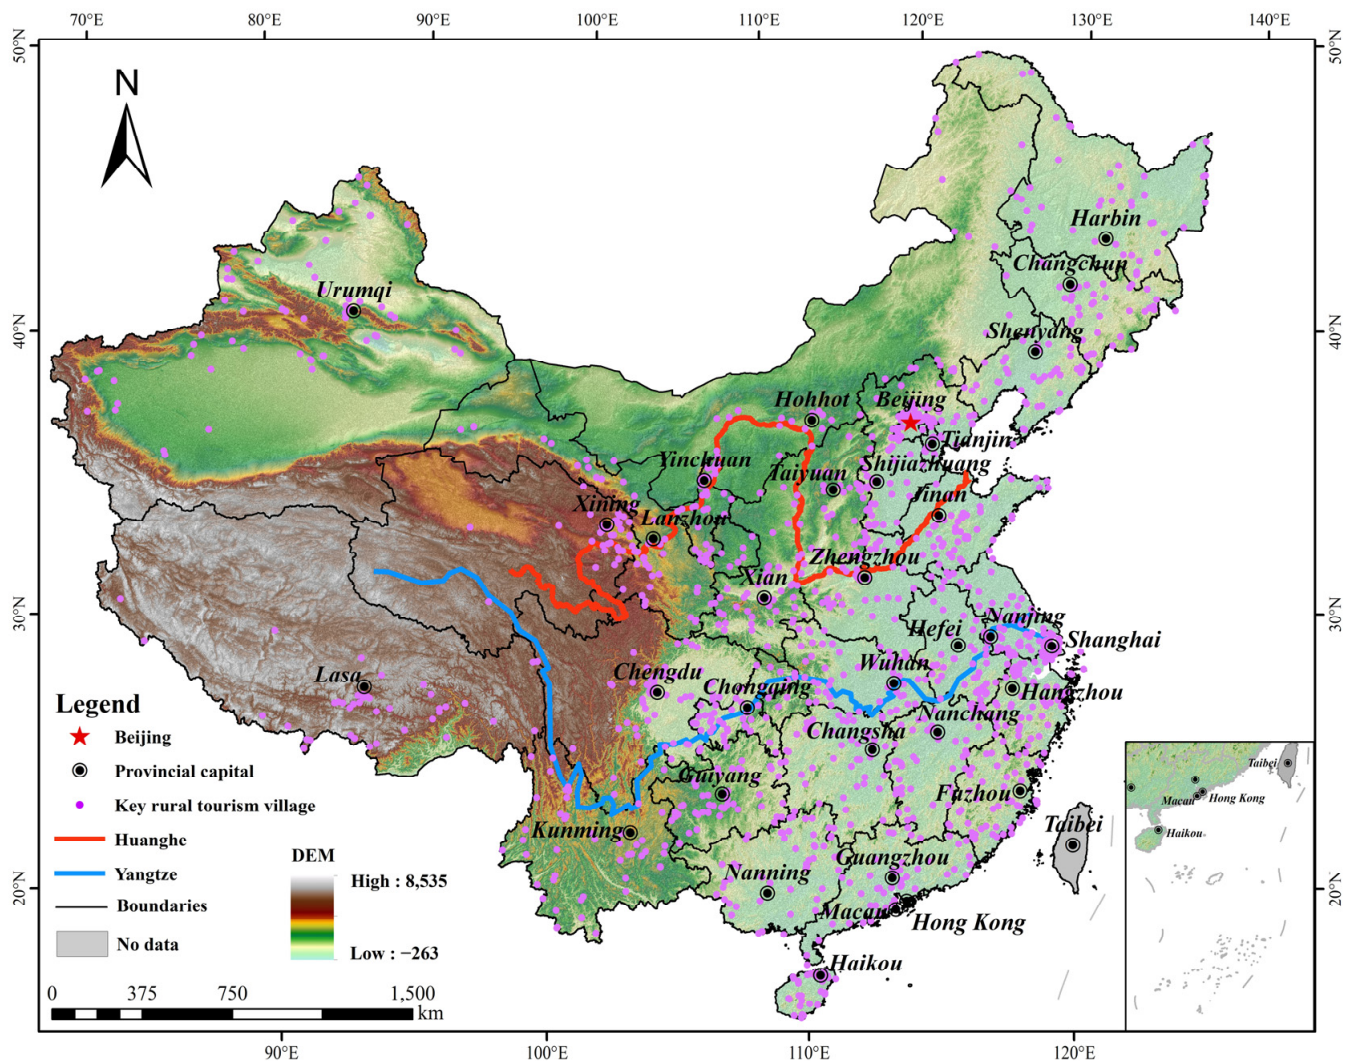 70°E 80°E 90°E 100°E 110°E 120°E 130°E 140°E
50°N 50°N
N
Harbin
Changchun
Urumqi
40°N 40°N
Shenyang
Hohhot Beijing
Tianjin
Yinchuan Taiyuan Shijiazhuang
Xining Lanzhou Jinan
Zhengzhou
Xian
30°N 30°N
Hefei Nanjing
Shanghai
Lasa Chengdu Wuhan
Chongqing Hangzhou
Nanchang
Changsha
Guiyang
Fuzhou
Kunming Taibei
Guangzhou
Nanning
20°N 20°N
Macau Hong Kong
Haikou
Legend
Beijing
Provincial capital
Key rural tourism village
Huanghe
Yangtze
Boundaries
No data
DEM
High : 8,535
Low : −263
0 375 750 1,500
km
Taibei
Macau Hong Kong
Haikou
90°E 100°E 110°E 120°E